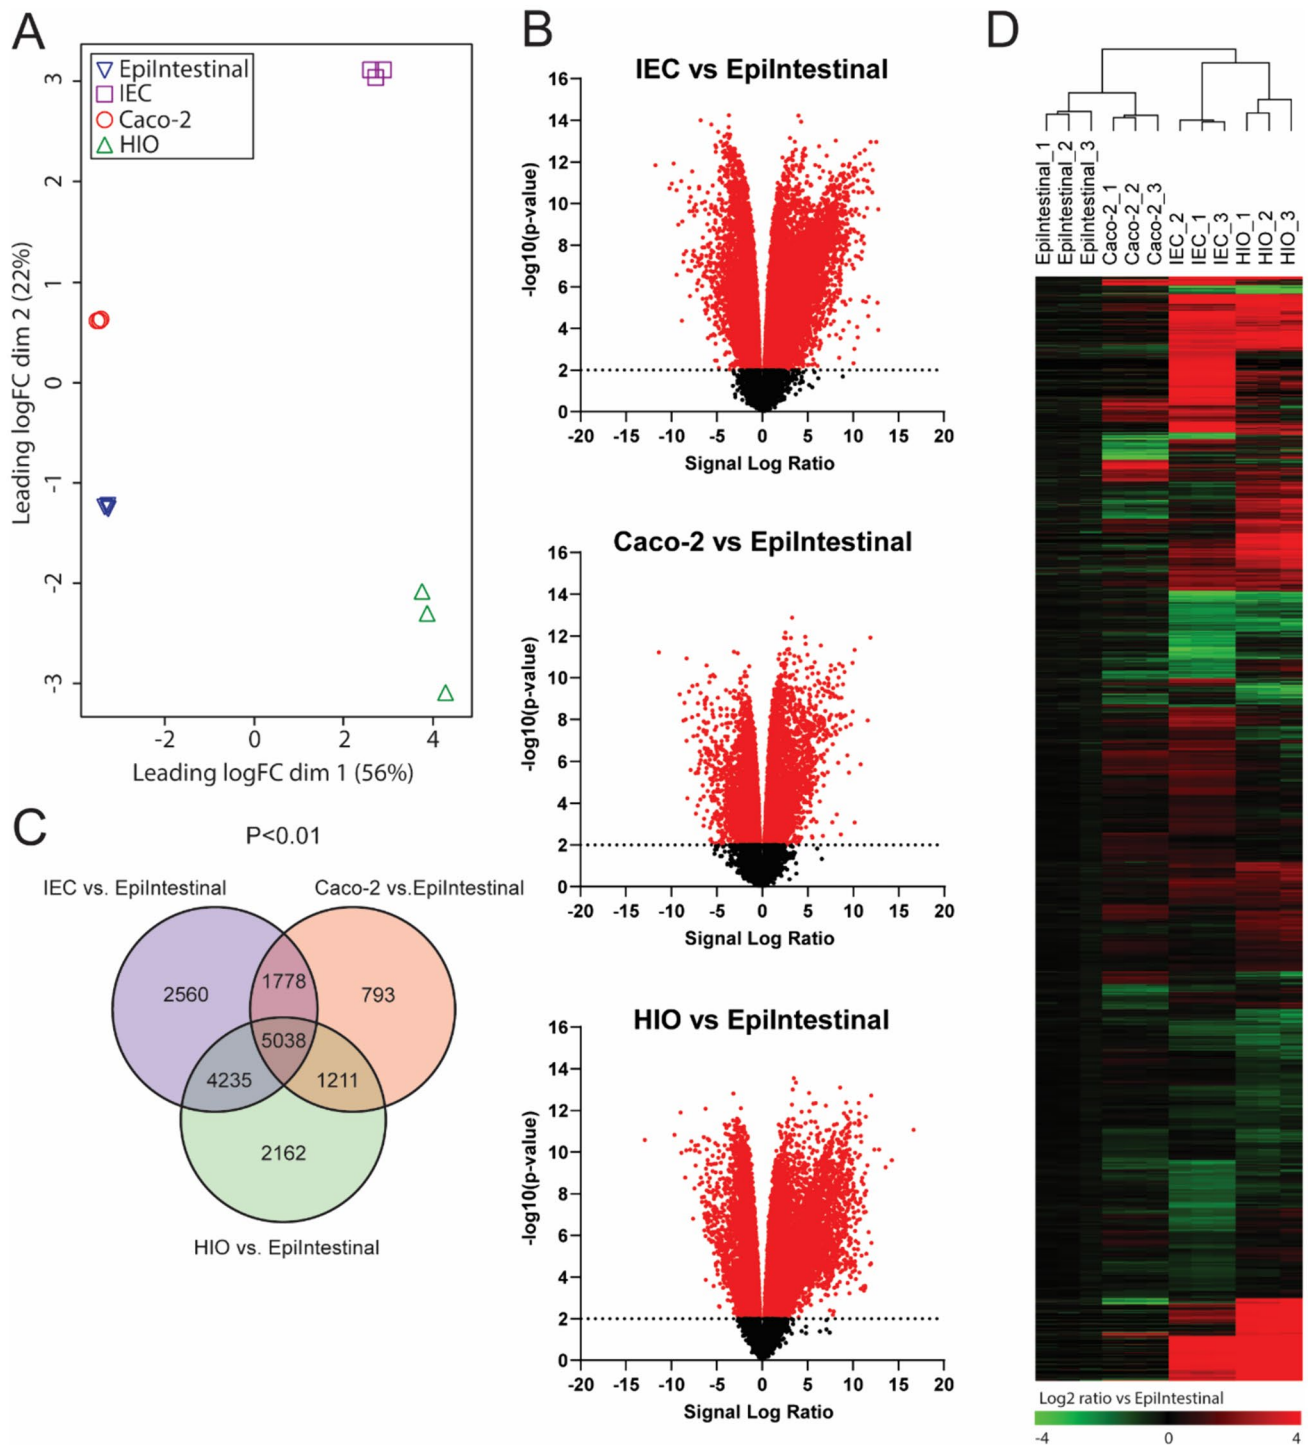 A
EpiIntestinal
IEC
Caco-2
HIO
3
2
1
0
-1
-2
-3
Leading logFC dim 2 (22%)
-2 0 2 4
Leading logFC dim 1 (56%)
B
IEC vs EpiIntestinal
16
14
12
10
8
6
4
2
0
-log10(p-value)
-20 -15 -10 -5 0 5 10 15 20
Signal Log Ratio
Caco-2 vs EpiIntestinal
16
14
12
10
8
6
4
2
0
-log10(p-value)
-20 -15 -10 -5 0 5 10 15 20
Signal Log Ratio
HIO vs EpiIntestinal
16
14
12
10
8
6
4
2
0
-log10(p-value)
-20 -15 -10 -5 0 5 10 15 20
Signal Log Ratio
C
P<0.01
IEC vs. EpiIntestinal
Caco-2 vs.EpiIntestinal
2560
1778
793
5038
4235
1211
2162
HIO vs. EpiIntestinal
D
EpiIntestinal_1
EpiIntestinal_2
EpiIntestinal_3
Caco-2_1
Caco-2_2
Caco-2_3
IEC_2
IEC_1
IEC_3
HIO_1
HIO_2
HIO_3
Log2 ratio vs EpiIntestinal
-4 0 4